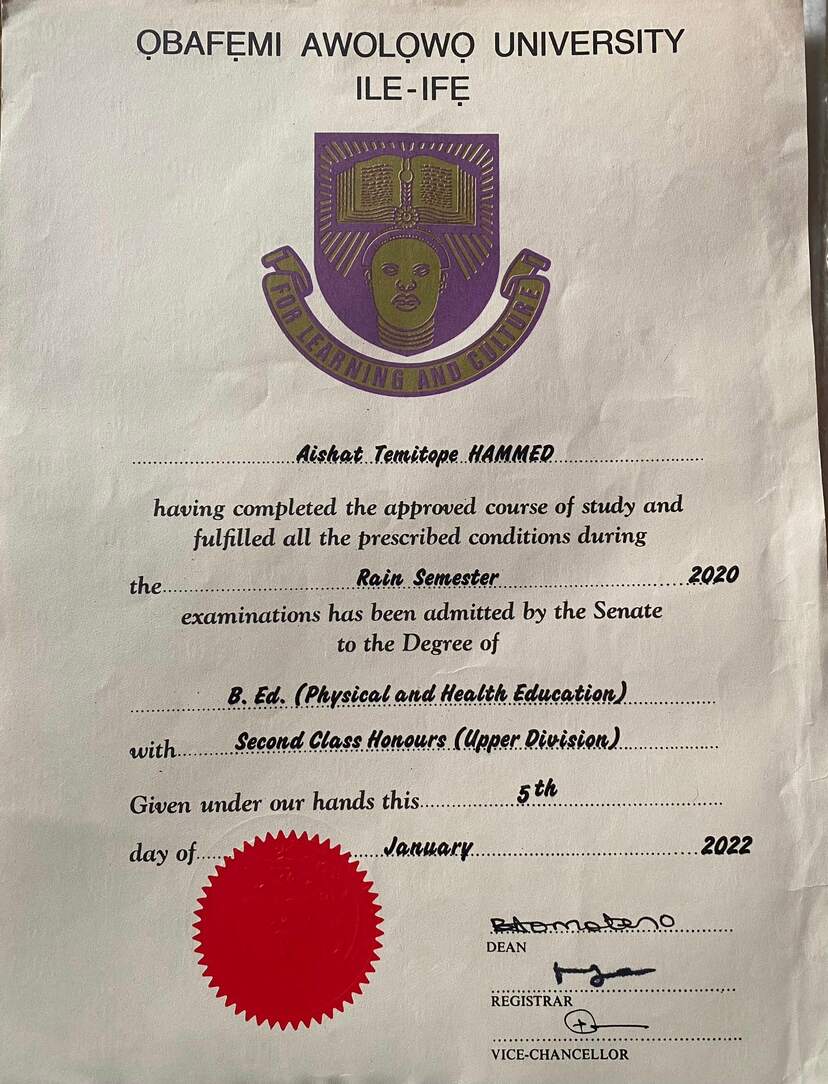 ỌBAFẸMI AWOLỌWỌ UNIVERSITY
ILE-IFẸ
FOR LEARNING AND CULTURE
Aishat Temitope HAMMED
having completed the approved course of study and
fulfilled all the prescribed conditions during
the Rain Semester 2020
examinations has been admitted by the Senate
to the Degree of
B. Ed. (Physical and Health Education)
with Second Class Honours (Upper Division)
Given under our hands this 5th
day of January 2022
DEAN
REGISTRAR
VICE-CHANCELLOR